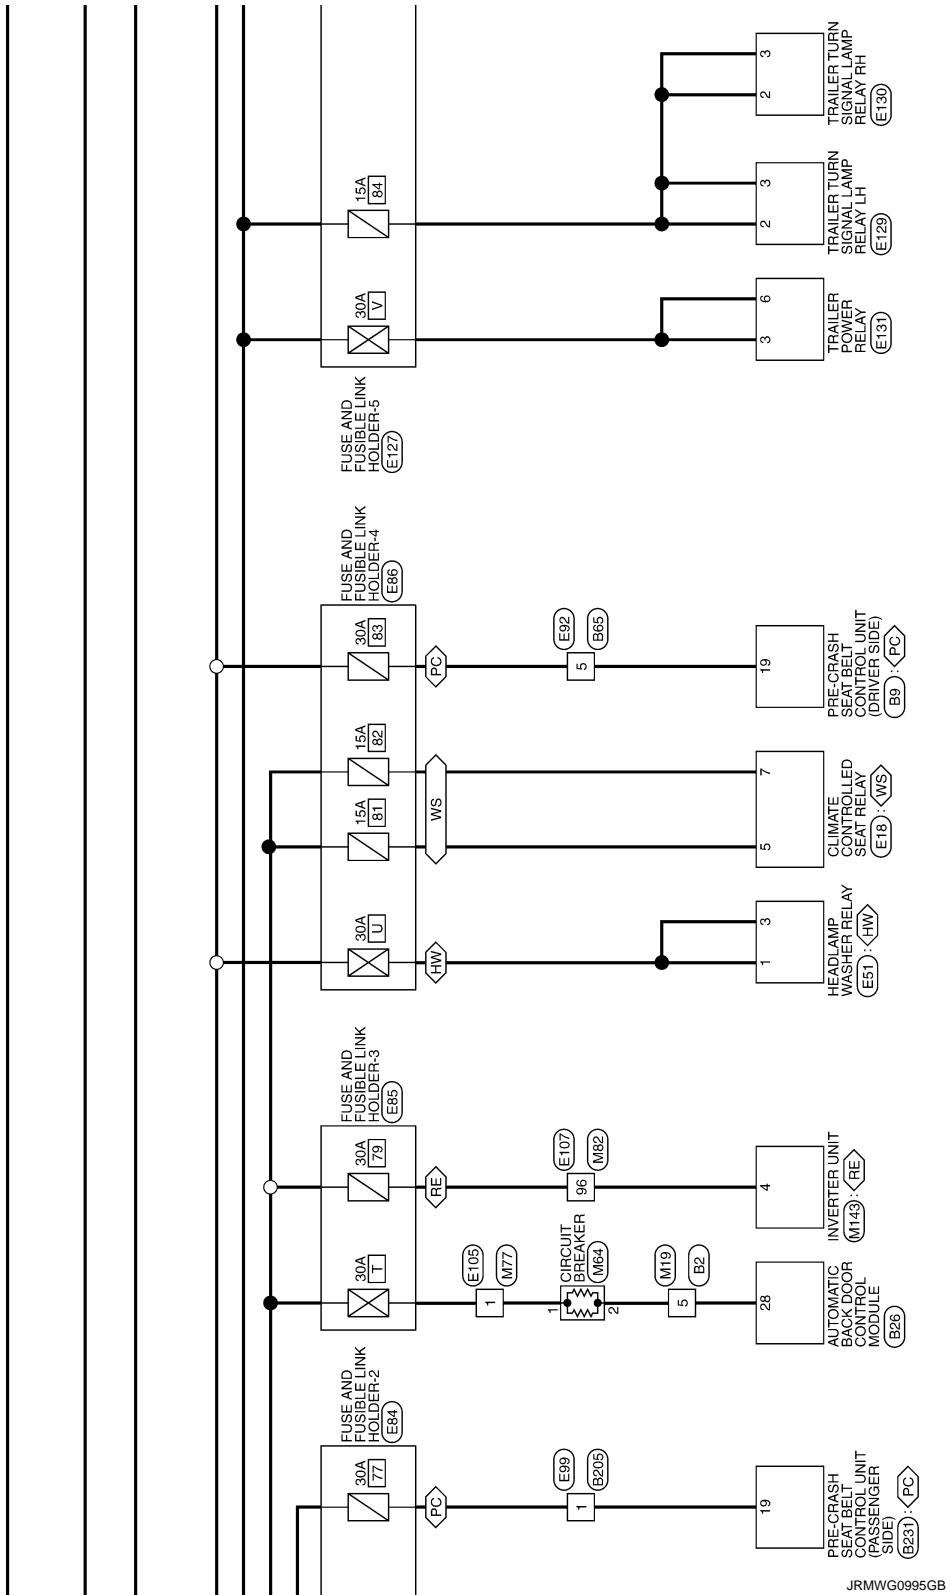 15A
84
TRAILER TURN
SIGNAL LAMP
RELAY RH
E130
3
2
TRAILER TURN
SIGNAL LAMP
RELAY LH
E129
3
2
30A
V
TRAILER
POWER
RELAY
E131
6
3
FUSE AND
FUSIBLE LINK
HOLDER-5
E127
FUSE AND
FUSIBLE LINK
HOLDER-4
E86
30A
83
PC
E92
5
B65
19
PRE-CRASH
SEAT BELT
CONTROL UNIT
(DRIVER SIDE)
B9 : PC
15A
82
15A
81
WS
7
5
CLIMATE
CONTROLLED
SEAT RELAY
E18 : WS
30A
U
HW
3
1
HEADLAMP
WASHER RELAY
E51 : HW
FUSE AND
FUSIBLE LINK
HOLDER-3
E85
30A
79
RE
E107
96
M82
4
INVERTER UNIT
M143 : RE
30A
T
E105
1
M77
CIRCUIT
BREAKER
M64
1
2
M19
5
B2
28
AUTOMATIC
BACK DOOR
CONTROL
MODULE
B26
FUSE AND
FUSIBLE LINK
HOLDER-2
E84
30A
77
PC
E99
1
B205
19
PRE-CRASH
SEAT BELT
CONTROL UNIT
(PASSENGER
SIDE)
B231 : PC
JRMWG0995GB